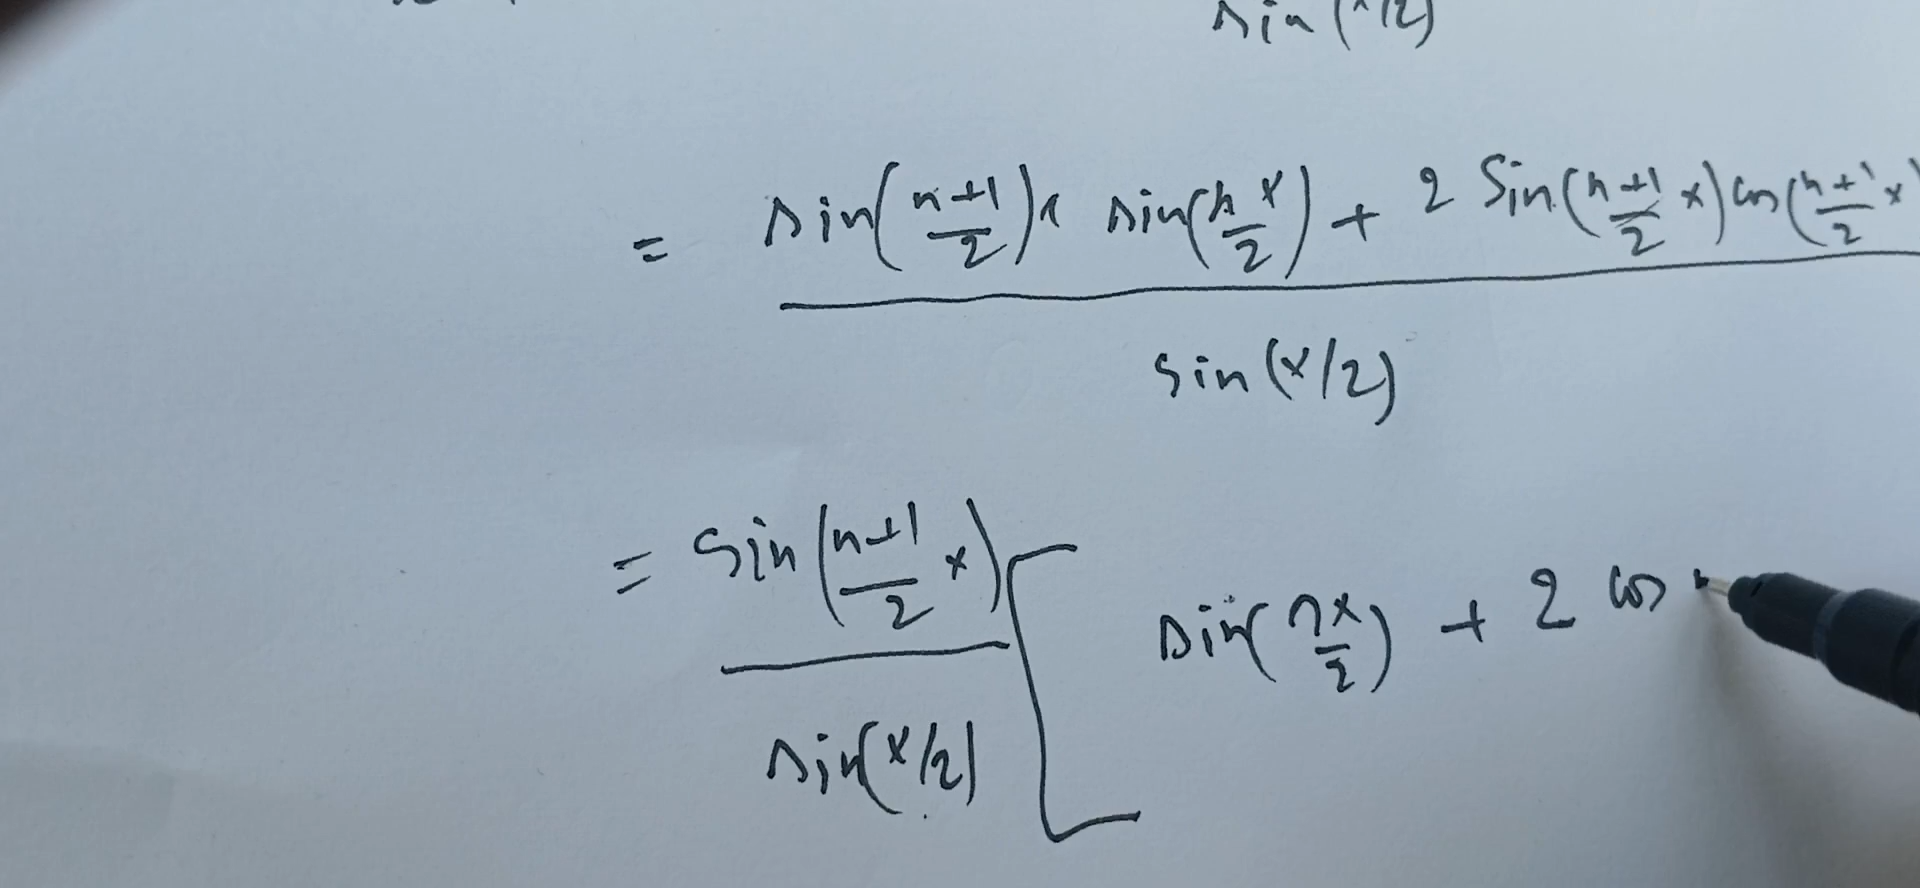 sin(x/2)
= sin(n+1/2)x sin(nx/2) + 2 Sin(n+1/2 x) cos(n+1/2 x)
sin(x/2)
= Sin(n+1/2 x) [ sin(nx/2) + 2 cos
sin(x/2)